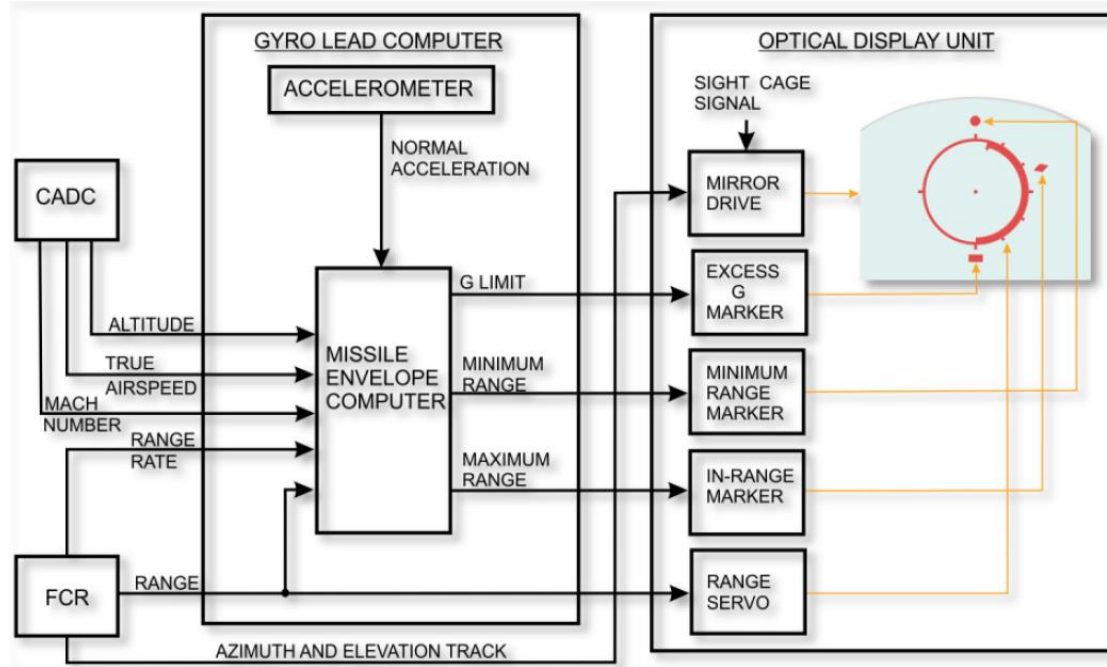 GYRO LEAD COMPUTER
ACCELEROMETER
NORMAL
ACCELERATION
CADC
ALTITUDE
TRUE
AIRSPEED
MACH
NUMBER
RANGE
RATE
MISSILE
ENVELOPE
COMPUTER
G LIMIT
MINIMUM
RANGE
MAXIMUM
RANGE
FCR
RANGE
AZIMUTH AND ELEVATION TRACK
OPTICAL DISPLAY UNIT
SIGHT CAGE
SIGNAL
MIRROR
DRIVE
EXCESS
G
MARKER
MINIMUM
RANGE
MARKER
IN-RANGE
MARKER
RANGE
SERVO